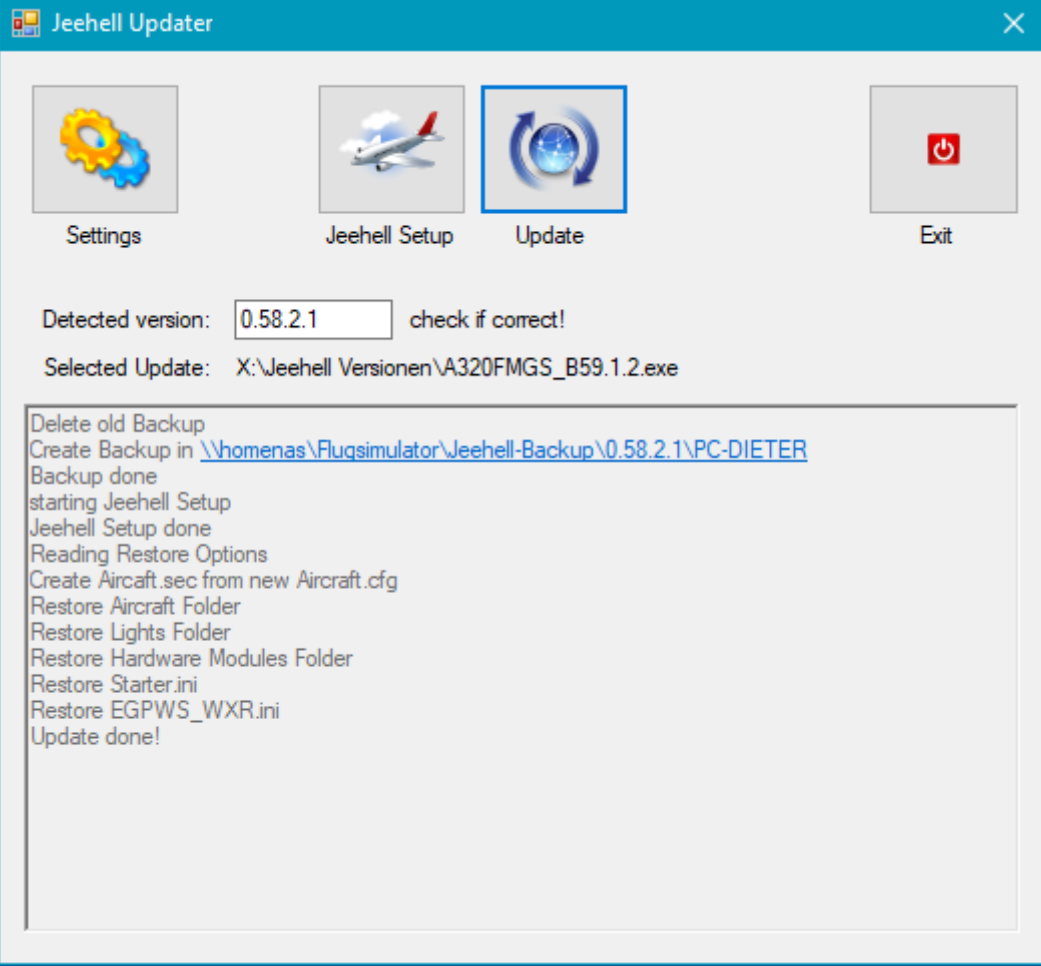 Jeehell Updater
Settings
Jeehell Setup
Update
Exit
Detected version: 0.58.2.1 check if correct!
Selected Update: X:\Jeehell Versionen\A320FMGS_B59.1.2.exe
Delete old Backup
Create Backup in \\homenas\Flugsimulator\Jeehell-Backup\0.58.2.1\PC-DIETER
Backup done
starting Jeehell Setup
Jeehell Setup done
Reading Restore Options
Create Aircaft.sec from new Aircraft.cfg
Restore Aircraft Folder
Restore Lights Folder
Restore Hardware Modules Folder
Restore Starter.ini
Restore EGPWS_WXR.ini
Update done!